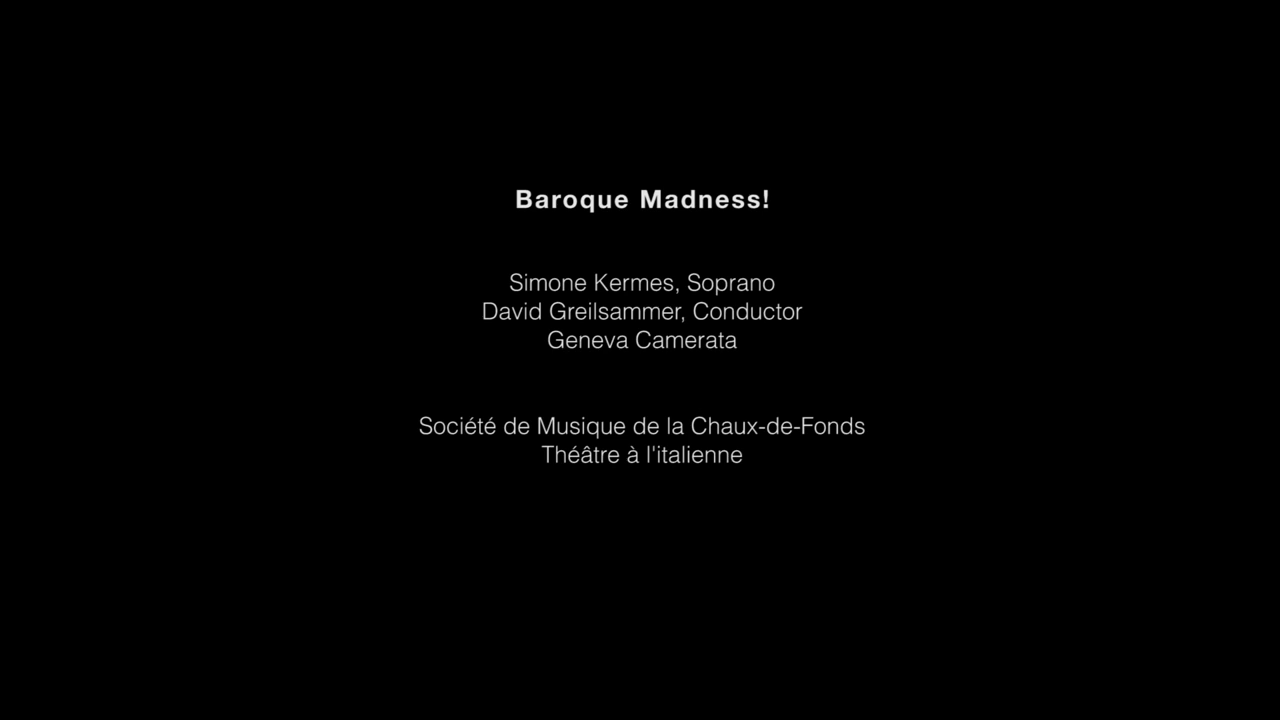 Baroque Madness!
Simone Kermes, Soprano
David Greilsammer, Conductor
Geneva Camerata
Société de Musique de la Chaux-de-Fonds
Théâtre à l'italienne